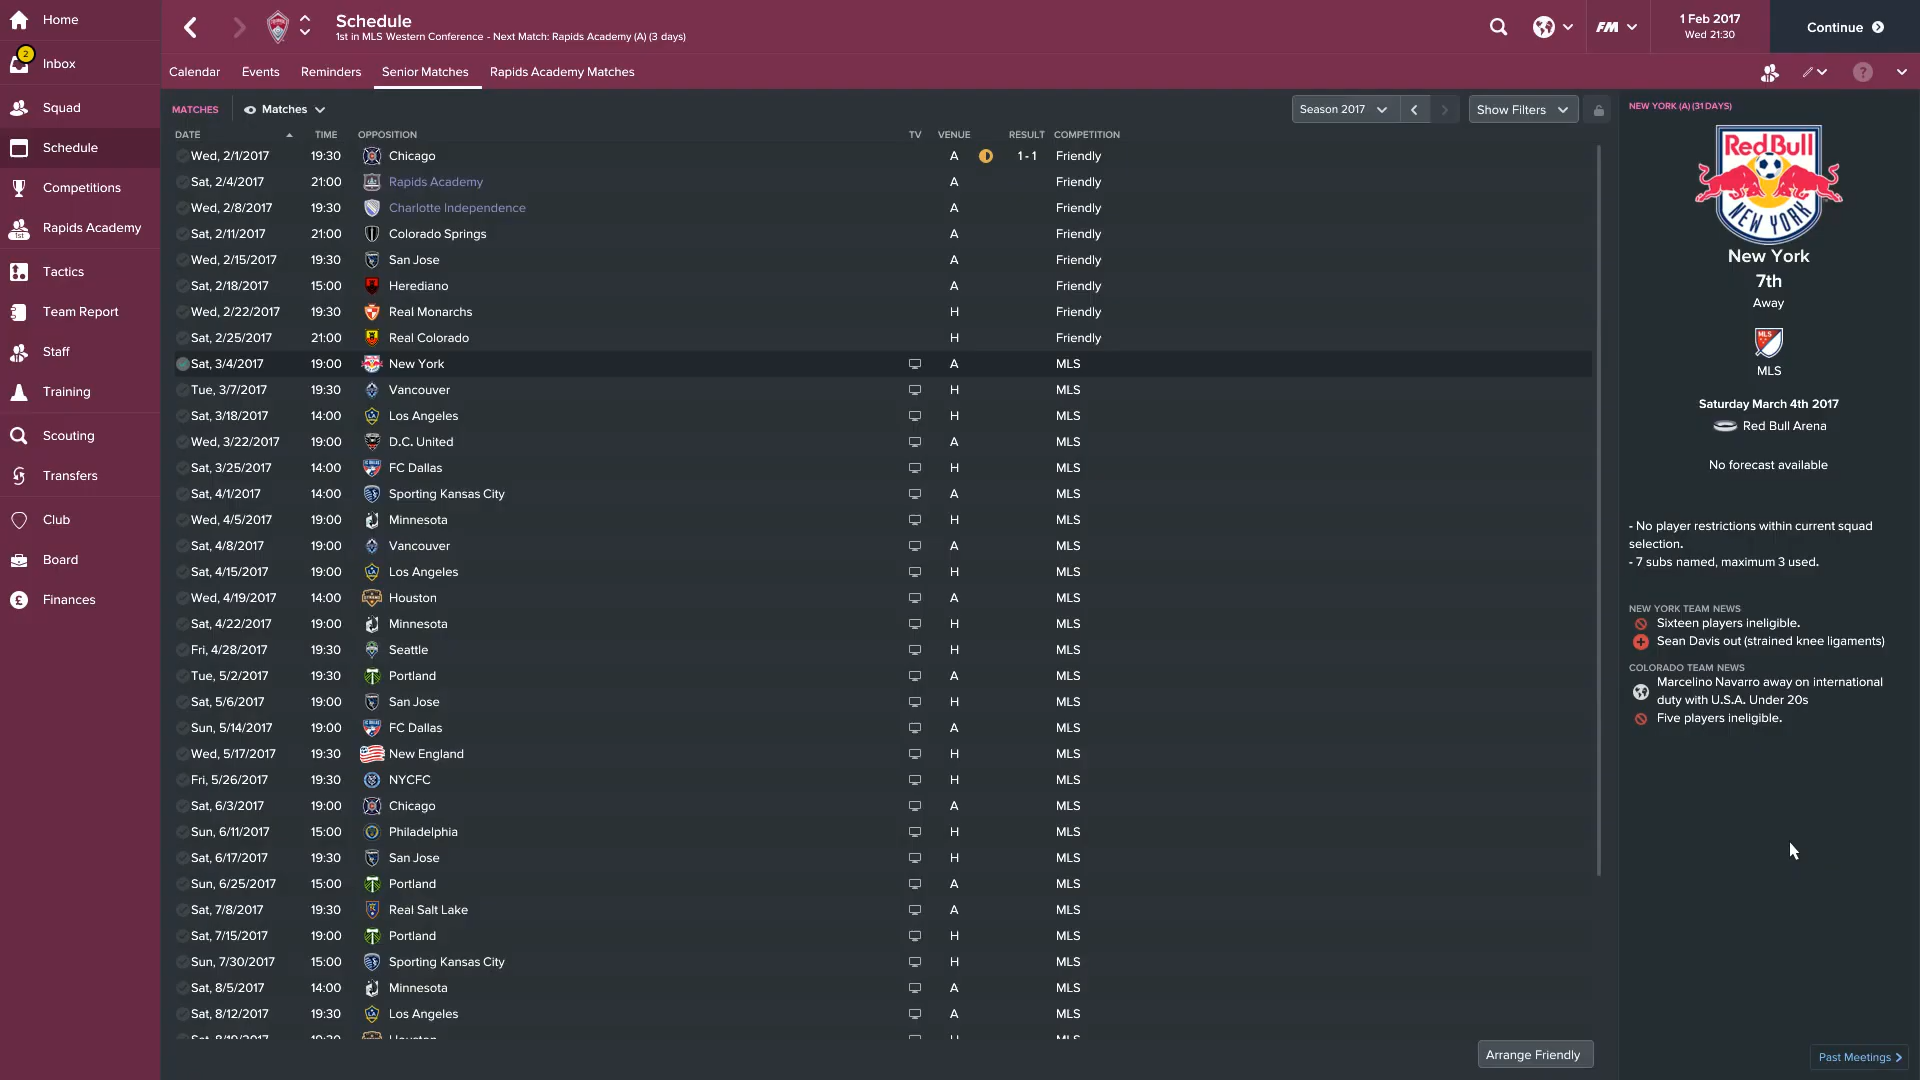 Home
2
Inbox
Squad
Schedule
Competitions
1st
Rapids Academy
Tactics
Team Report
Staff
Training
Scouting
Transfers
Club
Board
£ Finances
Schedule
1st in MLS Western Conference - Next Match: Rapids Academy (A) (3 days)
FM
1 Feb 2017
Wed 21:30
Continue
Calendar Events Reminders Senior Matches Rapids Academy Matches
?
MATCHES Matches Season 2017 Show Filters
DATE TIME OPPOSITION TV VENUE RESULT COMPETITION
Wed, 2/1/2017 19:30 Chicago A 1 - 1 Friendly
Sat, 2/4/2017 21:00 Rapids Academy A Friendly
Wed, 2/8/2017 19:30 Charlotte Independence A Friendly
Sat, 2/11/2017 21:00 Colorado Springs A Friendly
Wed, 2/15/2017 19:30 San Jose A Friendly
Sat, 2/18/2017 15:00 Herediano A Friendly
Wed, 2/22/2017 19:30 Real Monarchs H Friendly
Sat, 2/25/2017 21:00 Real Colorado H Friendly
Sat, 3/4/2017 19:00 New York A MLS
Tue, 3/7/2017 19:30 Vancouver H MLS
Sat, 3/18/2017 14:00 Los Angeles H MLS
Wed, 3/22/2017 19:00 D.C. United A MLS
Sat, 3/25/2017 14:00 FC Dallas H MLS
Sat, 4/1/2017 14:00 Sporting Kansas City A MLS
Wed, 4/5/2017 19:00 Minnesota H MLS
Sat, 4/8/2017 19:00 Vancouver A MLS
Sat, 4/15/2017 19:00 Los Angeles H MLS
Wed, 4/19/2017 14:00 Houston A MLS
Sat, 4/22/2017 19:00 Minnesota H MLS
Fri, 4/28/2017 19:30 Seattle H MLS
Tue, 5/2/2017 19:30 Portland A MLS
Sat, 5/6/2017 19:00 San Jose H MLS
Sun, 5/14/2017 19:00 FC Dallas A MLS
Wed, 5/17/2017 19:30 New England H MLS
Fri, 5/26/2017 19:30 NYCFC H MLS
Sat, 6/3/2017 19:00 Chicago A MLS
Sun, 6/11/2017 15:00 Philadelphia H MLS
Sat, 6/17/2017 19:30 San Jose H MLS
Sun, 6/25/2017 15:00 Portland A MLS
Sat, 7/8/2017 19:30 Real Salt Lake A MLS
Sat, 7/15/2017 19:00 Portland H MLS
Sun, 7/30/2017 15:00 Sporting Kansas City H MLS
Sat, 8/5/2017 14:00 Minnesota A MLS
Sat, 8/12/2017 19:30 Los Angeles A MLS
Sat, 8/19/2017 19:30 Houston H MLS
Arrange Friendly
NEW YORK (A) (31 DAYS)
Red Bull
NEW YORK
New York
7th
Away
MLS
MLS
Saturday March 4th 2017
Red Bull Arena
No forecast available
- No player restrictions within current squad
selection.
- 7 subs named, maximum 3 used.
NEW YORK TEAM NEWS
Sixteen players ineligible.
Sean Davis out (strained knee ligaments)
COLORADO TEAM NEWS
Marcelino Navarro away on international
duty with U.S.A. Under 20s
Five players ineligible.
Past Meetings